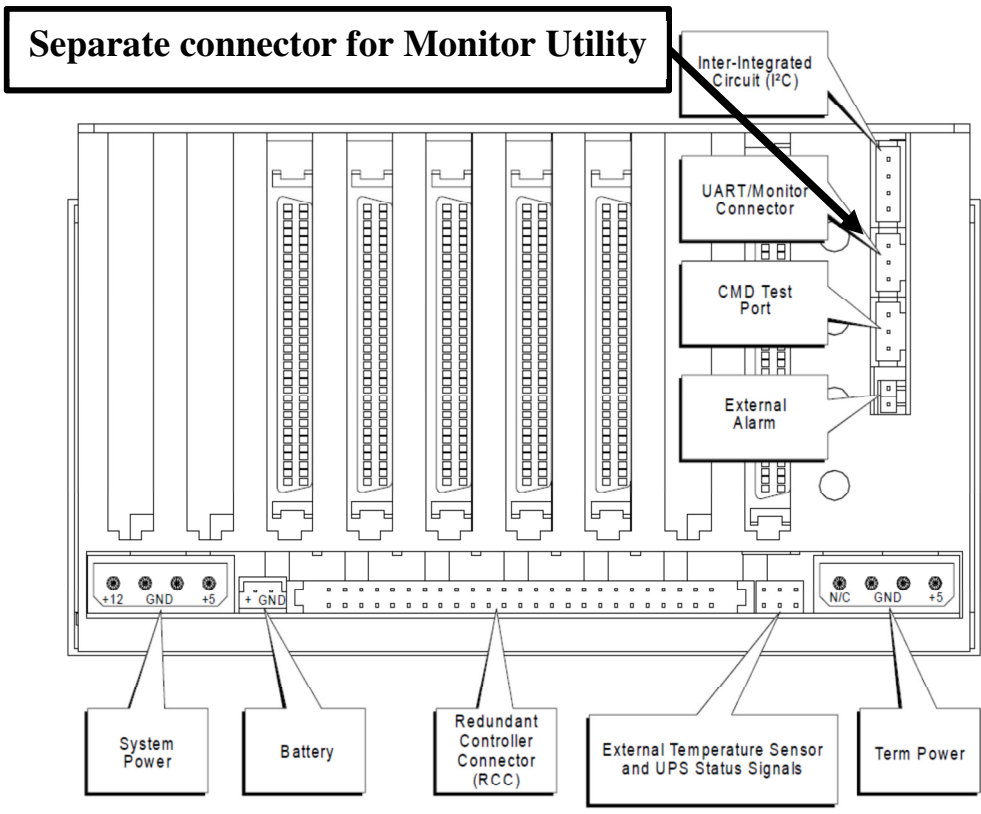 Separate connector for Monitor Utility
Inter-Integrated
Circuit (I²C)
UART/Monitor
Connector
CMD Test
Port
External
Alarm
+12 GND +5
+ GND
N/C GND +5
System
Power
Battery
Redundant
Controller
Connector
(RCC)
External Temperature Sensor
and UPS Status Signals
Term Power